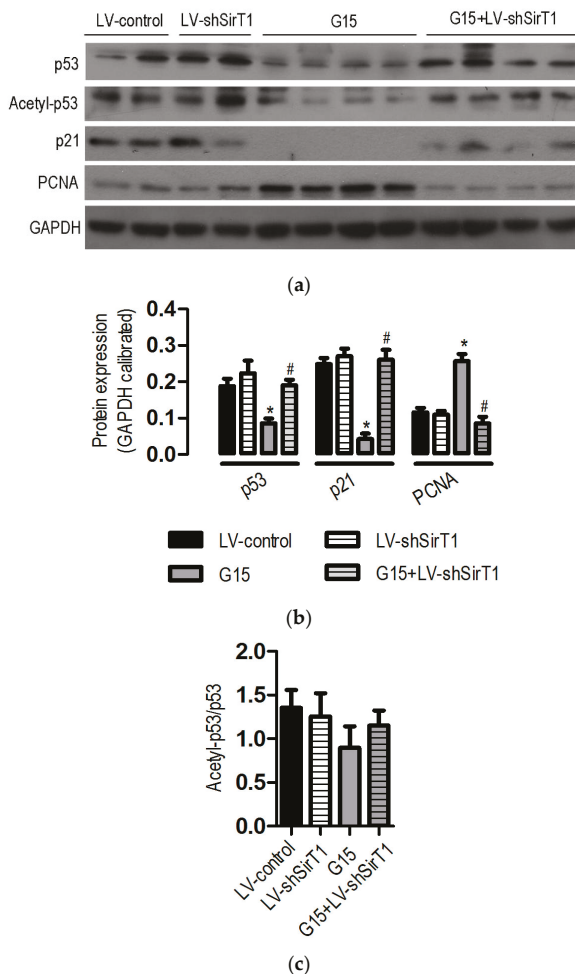 LV-control LV-shSirT1 G15 G15+LV-shSirT1
p53
Acetyl-p53
p21
PCNA
GAPDH
(a)
Protein expression
(GAPDH calibrated)
0.4
0.3
0.2
0.1
0.0
* # * # * #
p53 p21 PCNA
LV-control LV-shSirT1
G15 G15+LV-shSirT1
(b)
Acetyl-p53/p53
2.0
1.5
1.0
0.5
0.0
LV-control
LV-shSirT1
G15
G15+LV-shSirT1
(c)